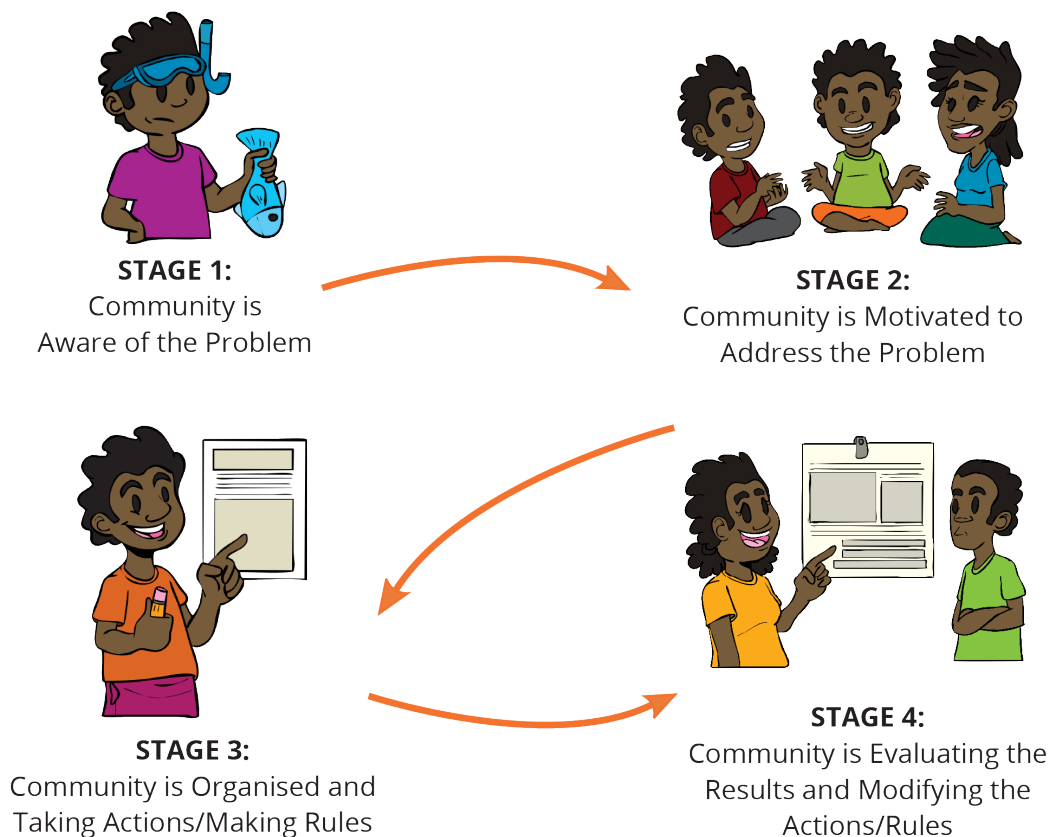 STAGE 1:
Community is
Aware of the Problem
STAGE 2:
Community is Motivated to
Address the Problem
STAGE 3:
Community is Organised and
Taking Actions/Making Rules
STAGE 4:
Community is Evaluating the
Results and Modifying the
Actions/Rules